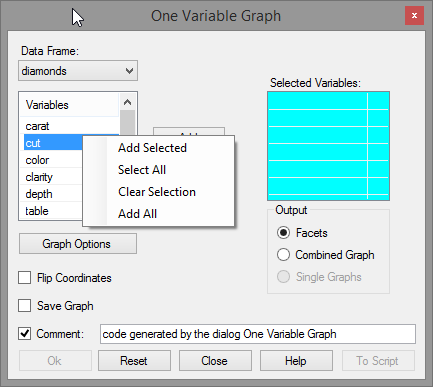 One Variable Graph
Data Frame:
diamonds
Selected Variables:
Variables
carat
cut
color
clarity
depth
table
Add Selected
Select All
Clear Selection
Add All
Graph Options
Flip Coordinates
Save Graph
Output
Facets
Combined Graph
Single Graphs
Comment:
code generated by the dialog One Variable Graph
Ok
Reset
Close
Help
To Script